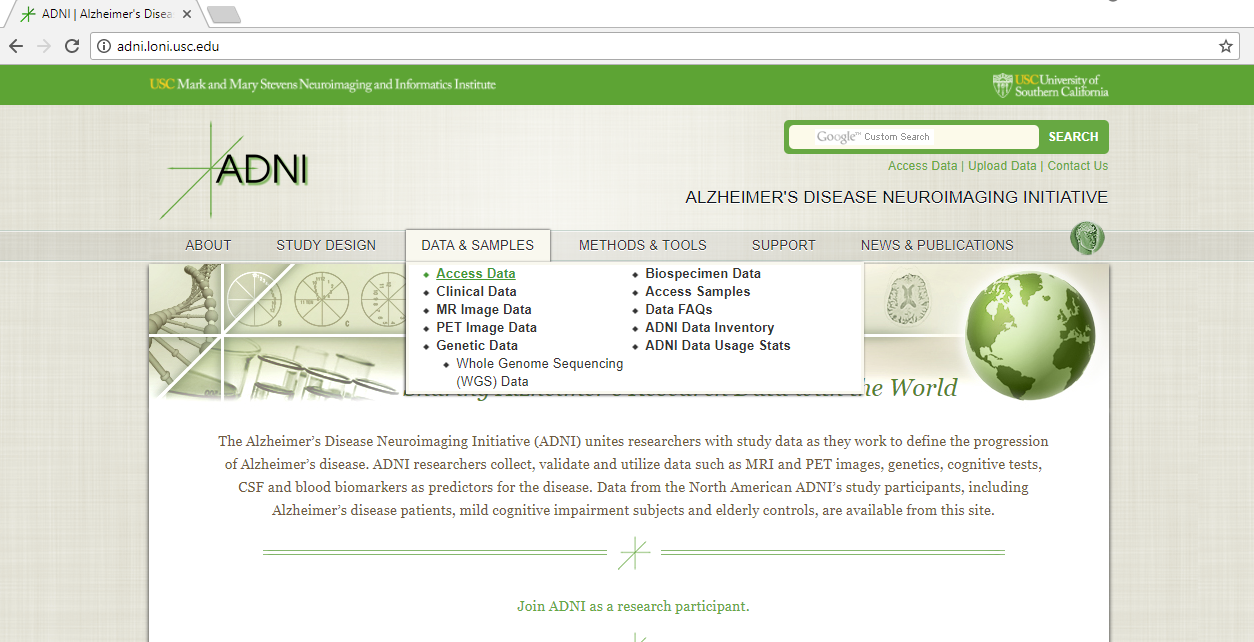 ADNI | Alzheimer's Disea
adni.loni.usc.edu
USC Mark and Mary Stevens Neuroimaging and Informatics Institute
USC University of
Southern California
ADNI
Google™ Custom Search
SEARCH
Access Data | Upload Data | Contact Us
ALZHEIMER'S DISEASE NEUROIMAGING INITIATIVE
ABOUT
STUDY DESIGN
DATA & SAMPLES
METHODS & TOOLS
SUPPORT
NEWS & PUBLICATIONS
Access Data
Clinical Data
MR Image Data
PET Image Data
Genetic Data
Whole Genome Sequencing
(WGS) Data
Biospecimen Data
Access Samples
Data FAQs
ADNI Data Inventory
ADNI Data Usage Stats
the World
The Alzheimer’s Disease Neuroimaging Initiative (ADNI) unites researchers with study data as they work to define the progression
of Alzheimer’s disease. ADNI researchers collect, validate and utilize data such as MRI and PET images, genetics, cognitive tests,
CSF and blood biomarkers as predictors for the disease. Data from the North American ADNI’s study participants, including
Alzheimer’s disease patients, mild cognitive impairment subjects and elderly controls, are available from this site.
Join ADNI as a research participant.